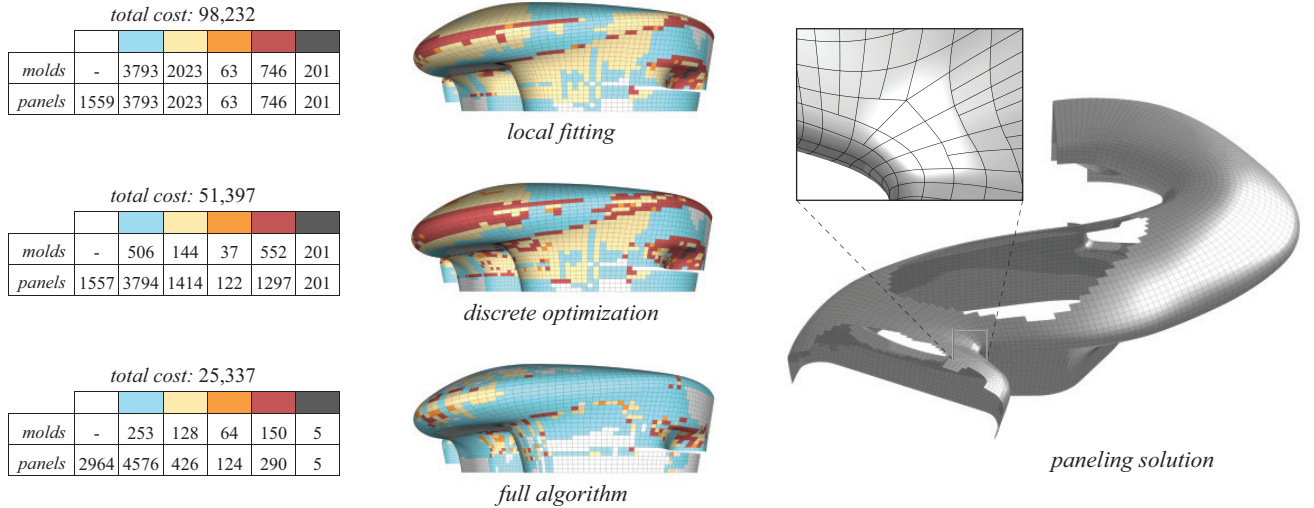 total cost: 98,232
molds - 3793 2023 63 746 201
panels 1559 3793 2023 63 746 201
local fitting
total cost: 51,397
molds - 506 144 37 552 201
panels 1557 3794 1414 122 1297 201
discrete optimization
total cost: 25,337
molds - 253 128 64 150 5
panels 2964 4576 426 124 290 5
full algorithm
paneling solution